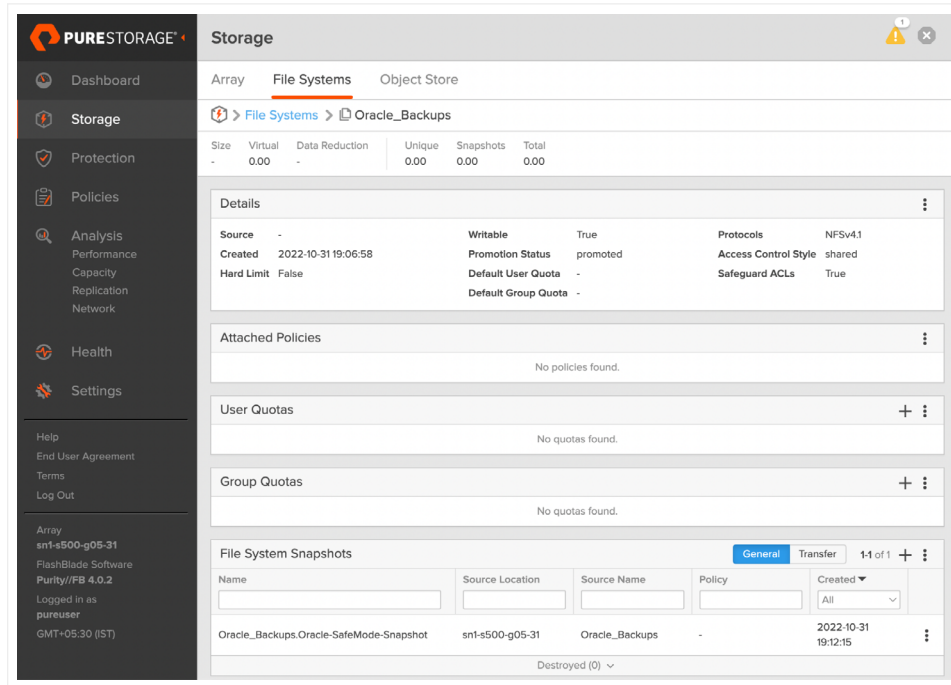 PURESTORAGE®
Storage
1
Dashboard
Storage
Protection
Policies
Analysis
Performance
Capacity
Replication
Network
Health
Settings
Help
End User Agreement
Terms
Log Out
Array
sn1-s500-g05-31
FlashBlade Software
Purity//FB 4.0.2
Logged in as
pureuser
GMT+05:30 (IST)
Array File Systems Object Store
> File Systems > Oracle_Backups
Size Virtual Data Reduction Unique Snapshots Total
- 0.00 - 0.00 0.00 0.00
Details
Source - Writable True Protocols NFSv4.1
Created 2022-10-31 19:06:58 Promotion Status promoted Access Control Style shared
Hard Limit False Default User Quota - Safeguard ACLs True
Default Group Quota -
Attached Policies
No policies found.
User Quotas
No quotas found.
Group Quotas
No quotas found.
File System Snapshots General Transfer 1-1 of 1
Name Source Location Source Name Policy Created
All
Oracle_Backups.Oracle-SafeMode-Snapshot sn1-s500-g05-31 Oracle_Backups - 2022-10-31
19:12:15
Destroyed (0)